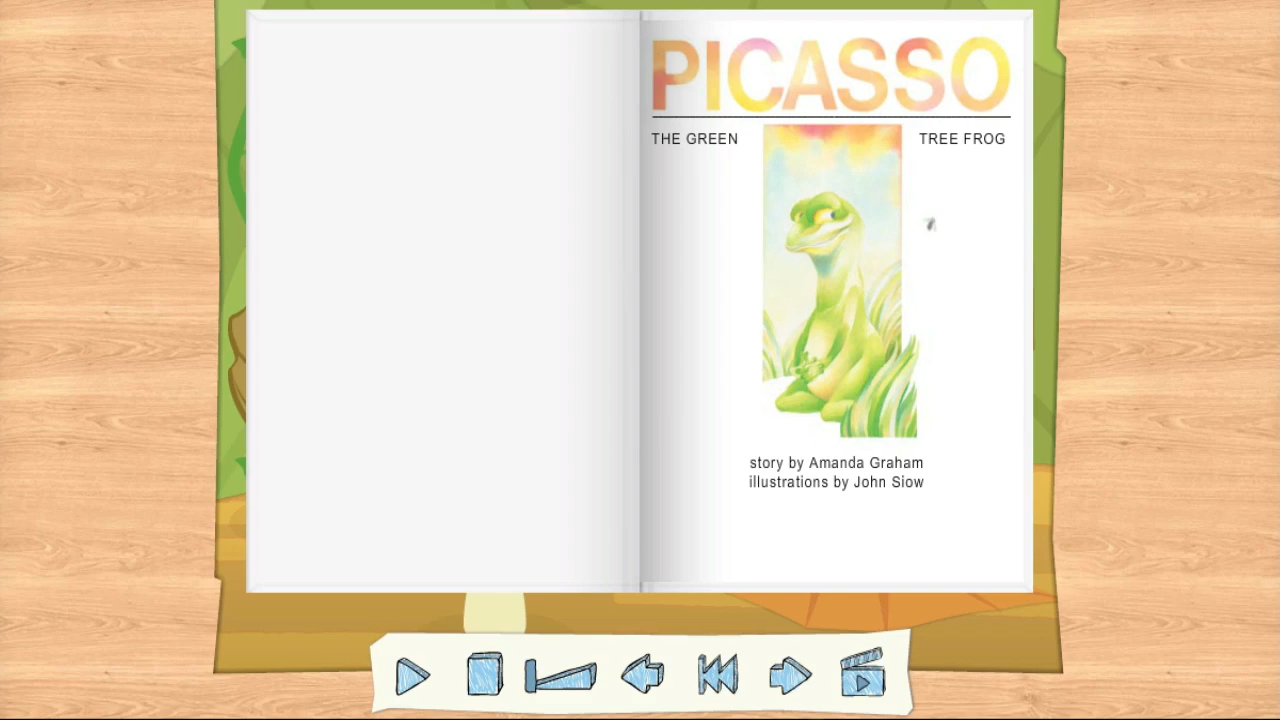 PICASSO
THE GREEN TREE FROG
story by Amanda Graham
illustrations by John Siow